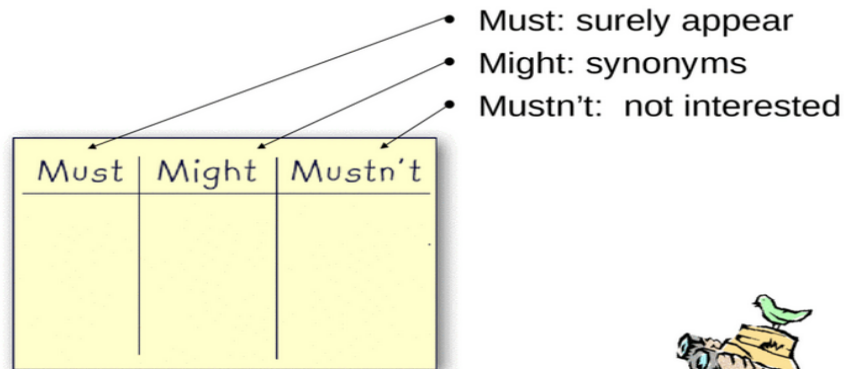 • Must: surely appear
• Might: synonyms
• Mustn’t:  not interested
Must Might Mustn't